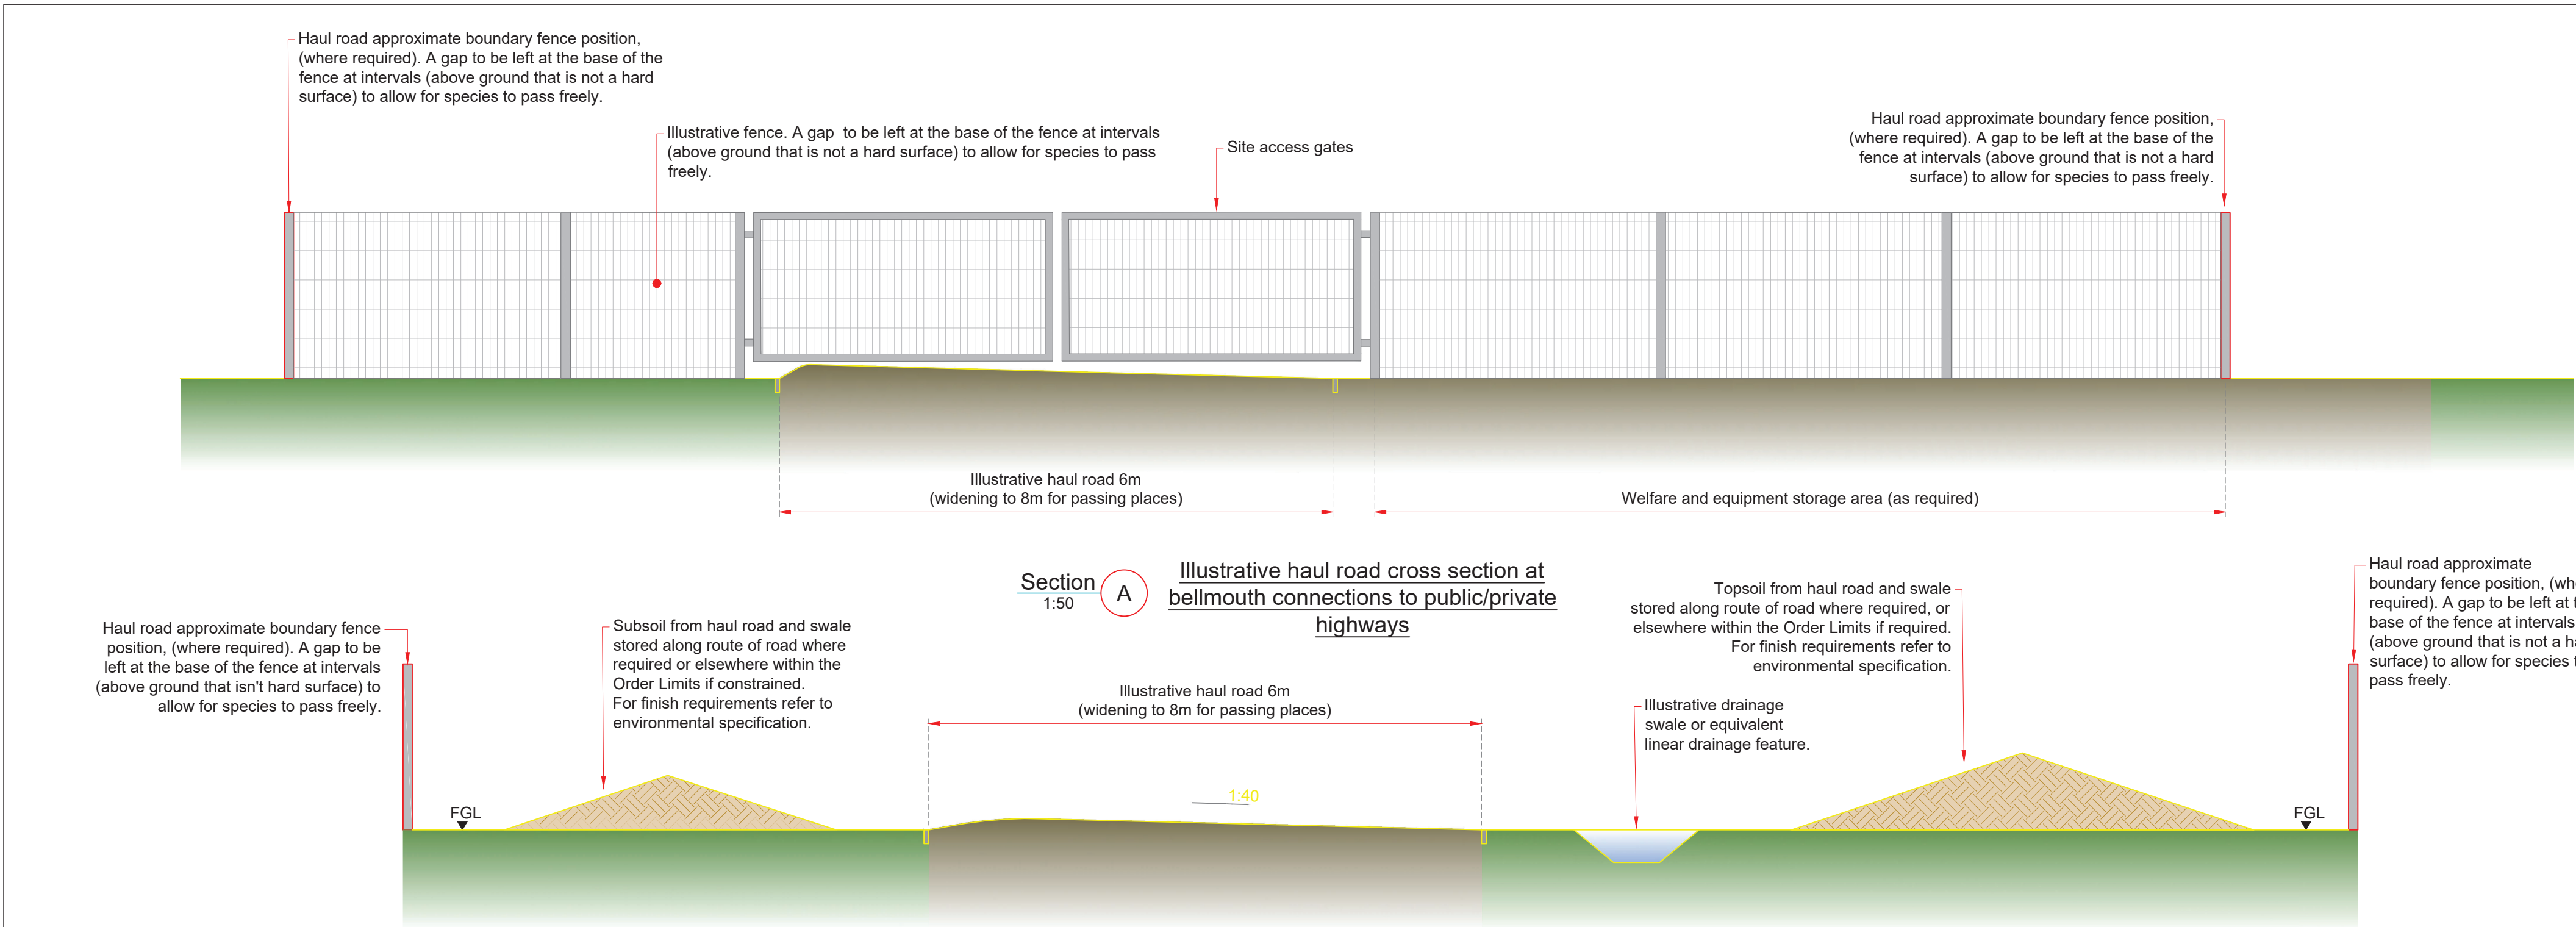 Haul road approximate boundary fence position,
(where required). A gap to be left at the base of the
fence at intervals (above ground that is not a hard
surface) to allow for species to pass freely.
Illustrative fence. A gap to be left at the base of the fence at intervals
(above ground that is not a hard surface) to allow for species to pass
freely.
Site access gates
Haul road approximate boundary fence position,
(where required). A gap to be left at the base of the
fence at intervals (above ground that is not a hard
surface) to allow for species to pass freely.
Illustrative haul road 6m
(widening to 8m for passing places)
Welfare and equipment storage area (as required)
Section
1:50
A
Illustrative haul road cross section at
bellmouth connections to public/private
highways
Haul road approximate boundary fence
position, (where required). A gap to be
left at the base of the fence at intervals
(above ground that isn't hard surface) to
allow for species to pass freely.
Subsoil from haul road and swale
stored along route of road where
required or elsewhere within the
Order Limits if constrained.
For finish requirements refer to
environmental specification.
Illustrative haul road 6m
(widening to 8m for passing places)
Topsoil from haul road and swale
stored along route of road where required, or
elsewhere within the Order Limits if required.
For finish requirements refer to
environmental specification.
Illustrative drainage
swale or equivalent
linear drainage feature.
Haul road approximate
boundary fence position,
required). A gap to be left at
base of the fence at intervals
(above ground that is not a
surface) to allow for species
pass freely.
FGL
1:40
FGL